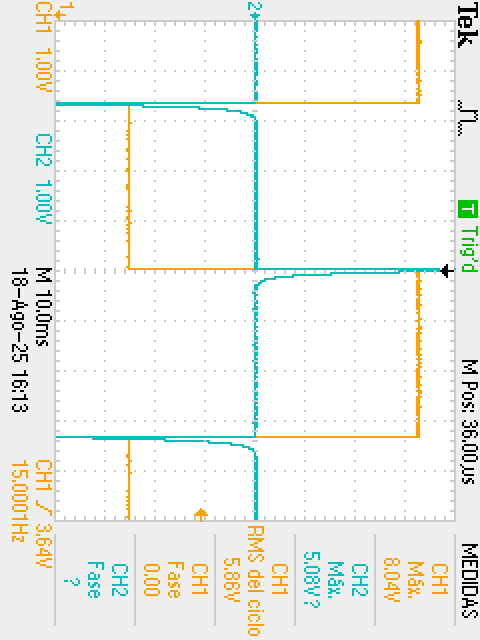 Tek
T Trig'd
M Pos: 36.00µs
MEDIDAS
CH1
Máx.
8.04V
CH2
Máx.
5.08V ?
CH1
RMS del ciclo
5.86V
CH1
Fase
0.00
CH2
Fase
?
2
1
CH1 1.00V
CH2 1.00V
M 10.0ms
CH1 / 3.64V
18-Ago-25 16:13
15.0001Hz